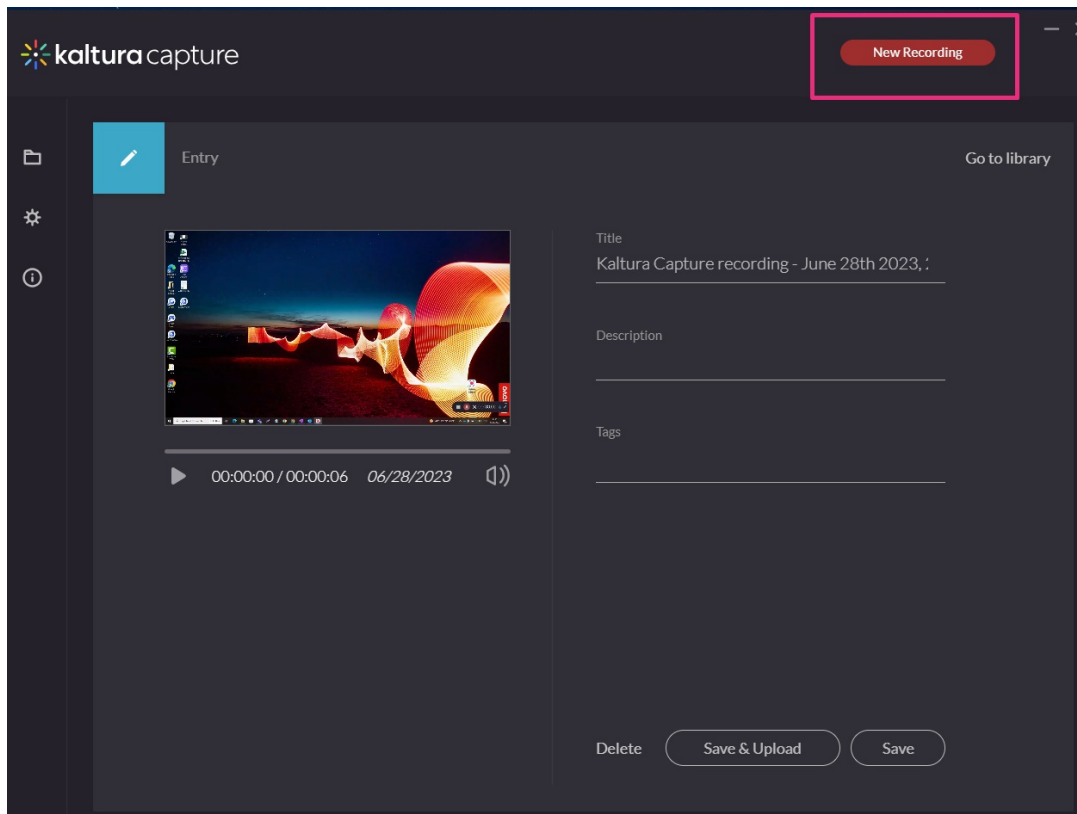 kaltura capture
New Recording
Entry
Go to library
Title
Kaltura Capture recording - June 28th 2023, :
Description
Tags
00:00:00 / 00:00:06 06/28/2023
Delete
Save & Upload
Save